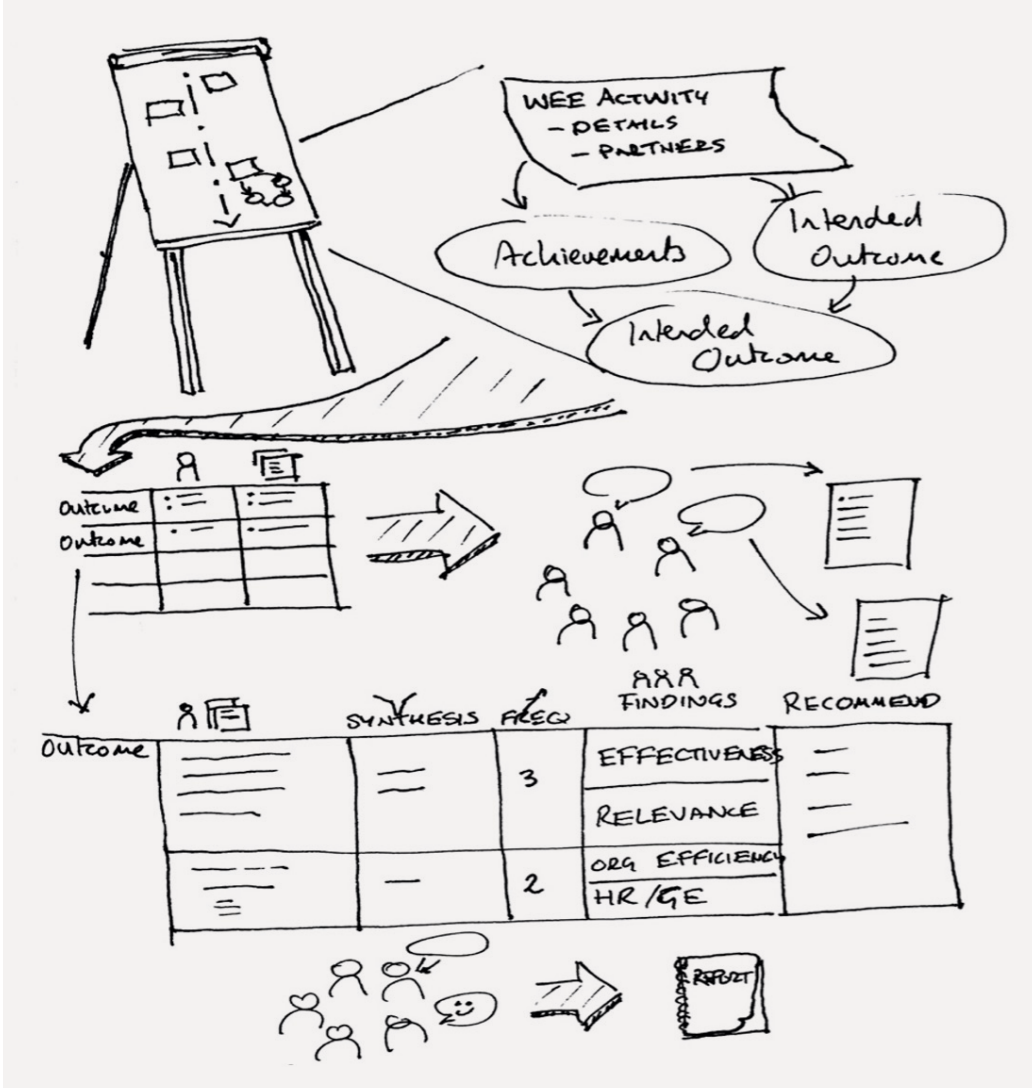 WEE ACTIVITY
- DETAILS
- PARTNERS
Achievements
Intended
Outcome
Intended
Outcome
Outcome
Outcome
SYNTHESIS
FREQ
FINDINGS
RECOMMEND
Outcome
3
EFFECTIVENESS
RELEVANCE
2
ORG EFFICIENCY
HR/GE
REPORT